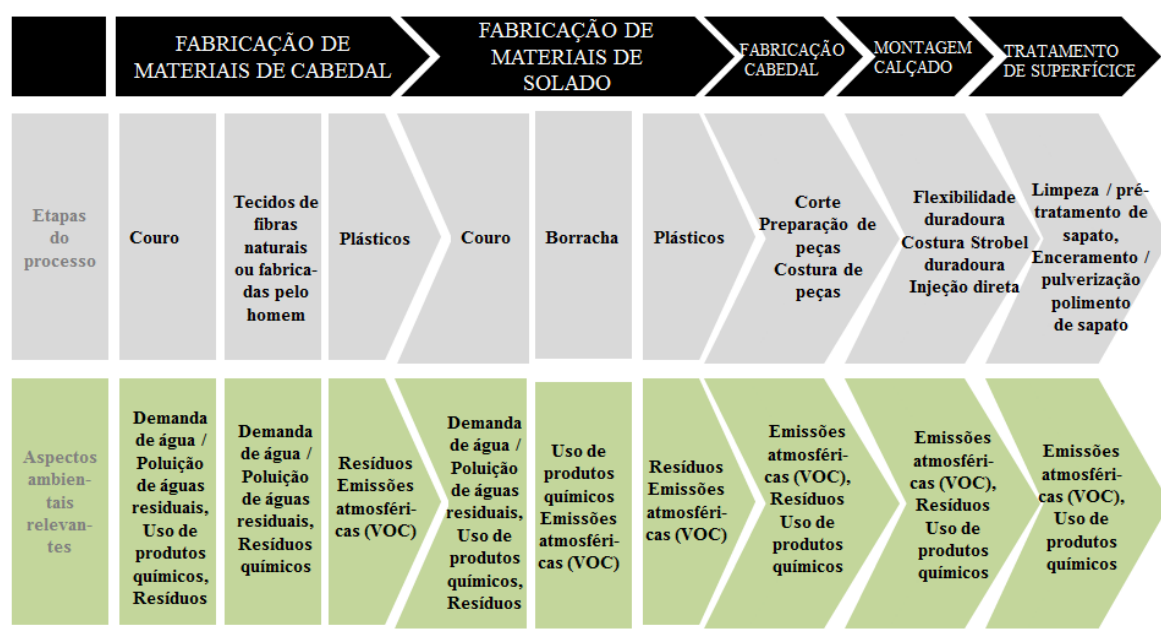 FABRICAÇÃO DE
MATERIAIS DE CABEDAL
FABRICAÇÃO DE
MATERIAIS DE
SOLADO
FABRICAÇÃO
CABEDAL
MONTAGEM
CALÇADO
TRATAMENTO
DE SUPERFÍCICE
Etapas
do
processo
Couro
Tecidos de
fibras
naturais
ou fabrica-
das pelo
homem
Plásticos
Couro
Borracha
Plásticos
Corte
Preparação de
peças
Costura de
peças
Flexibilidade
duradoura
Costura Strobel
duradoura
Injeção direta
Limpeza / pré-
tratamento de
sapato,
Enceramento /
pulverização
polimento
de sapato
Aspectos
ambien-
tais
relevan-
tes
Demanda
de água /
Poluição
de águas
residuais,
Uso de
produtos
químicos,
Resíduos
Demanda
de água /
Poluição
de águas
residuais,
Resíduos
químicos
Resíduos
Emissões
atmosféri-
cas (VOC)
Demanda
de água /
Poluição
de águas
residuais,
Uso de
produtos
químicos,
Resíduos
Uso de
produtos
químicos
Emissões
atmosféri-
cas (VOC)
Resíduos
Emissões
atmosféri-
cas (VOC)
Emissões
atmosféri-
cas (VOC),
Resíduos
Uso de
produtos
químicos
Emissões
atmosféri-
cas (VOC),
Resíduos
Uso de
produtos
químicos
Emissões
atmosféri-
cas (VOC),
Uso de
produtos
químicos